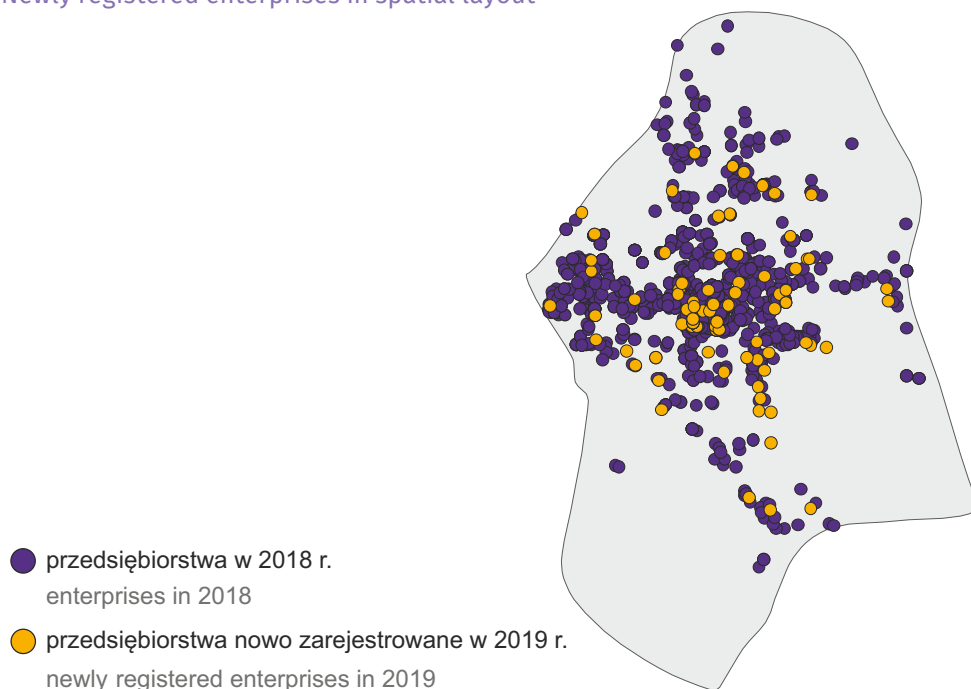 Newly registered enterprises in spatial layout
przedsiębiorstwa w 2018 r.
enterprises in 2018
przedsiębiorstwa nowo zarejestrowane w 2019 r.
newly registered enterprises in 2019